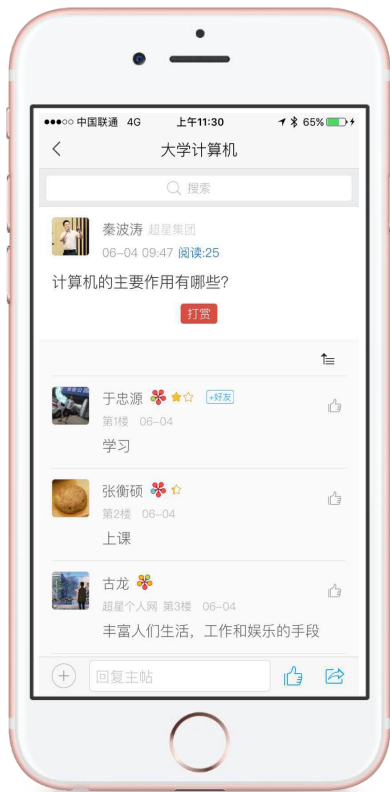 中国联通 4G 上午11:30 65%
大学计算机
搜索
秦波涛 超星集团
06-04 09:47 阅读:25
计算机的主要作用有哪些?
打赏
于忠源 +好友
第1楼 06-04
学习
张衡硕
第2楼 06-04
上课
古龙
超星个人网 第3楼 06-04
丰富人们生活，工作和娱乐的手段
回复主帖